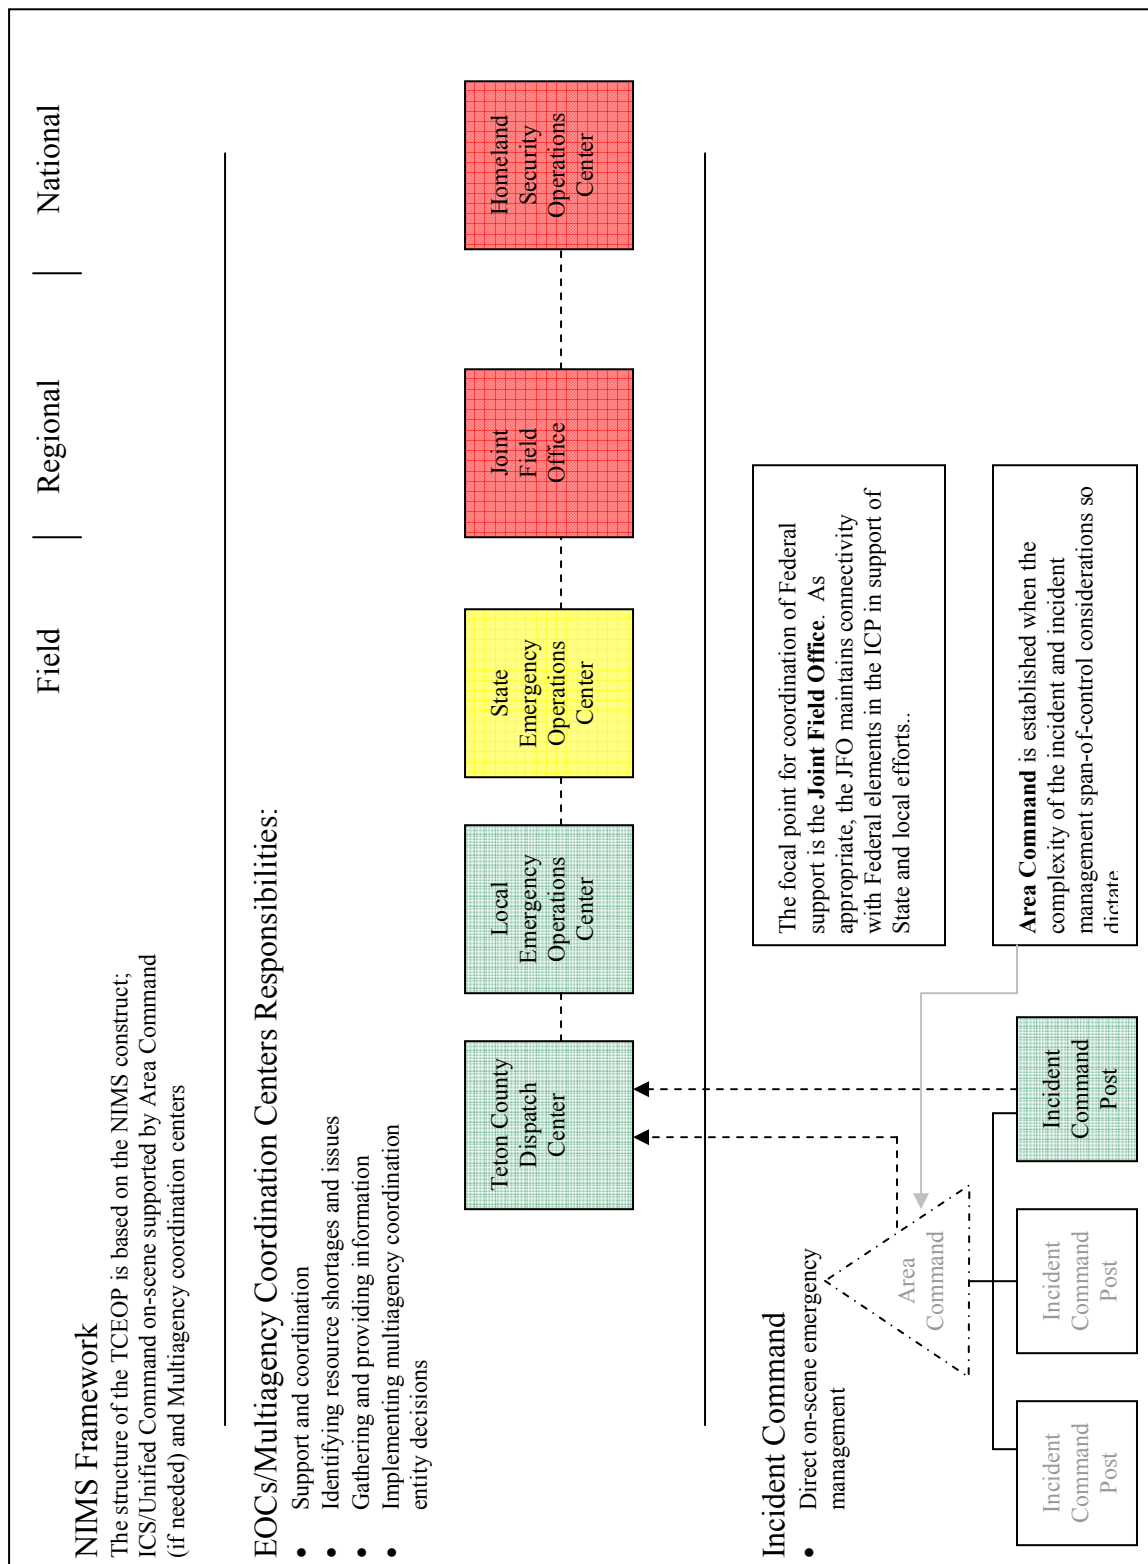 Field
Regional
National
NIMS Framework
The structure of the TCEOP is based on the NIMS construct;
ICS/Unified Command on-scene supported by Area Command
(if needed) and Multiagency coordination centers
EOCs/Multiagency Coordination Centers Responsibilities:
• Support and coordination
• Identifying resource shortages and issues
• Gathering and providing information
• Implementing multiagency coordination
entity decisions
Teton County
Dispatch
Center
Local
Emergency
Operations
Center
State
Emergency
Operations
Center
Joint
Field
Office
Homeland
Security
Operations
Center
Incident Command
• Direct on-scene emergency
management
The focal point for coordination of Federal
support is the Joint Field Office. As
appropriate, the JFO maintains connectivity
with Federal elements in the ICP in support of
State and local efforts..
Area
Command
Area Command is established when the
complexity of the incident and incident
management span-of-control considerations so
dictate
Incident
Command
Post
Incident
Command
Post
Incident
Command
Post